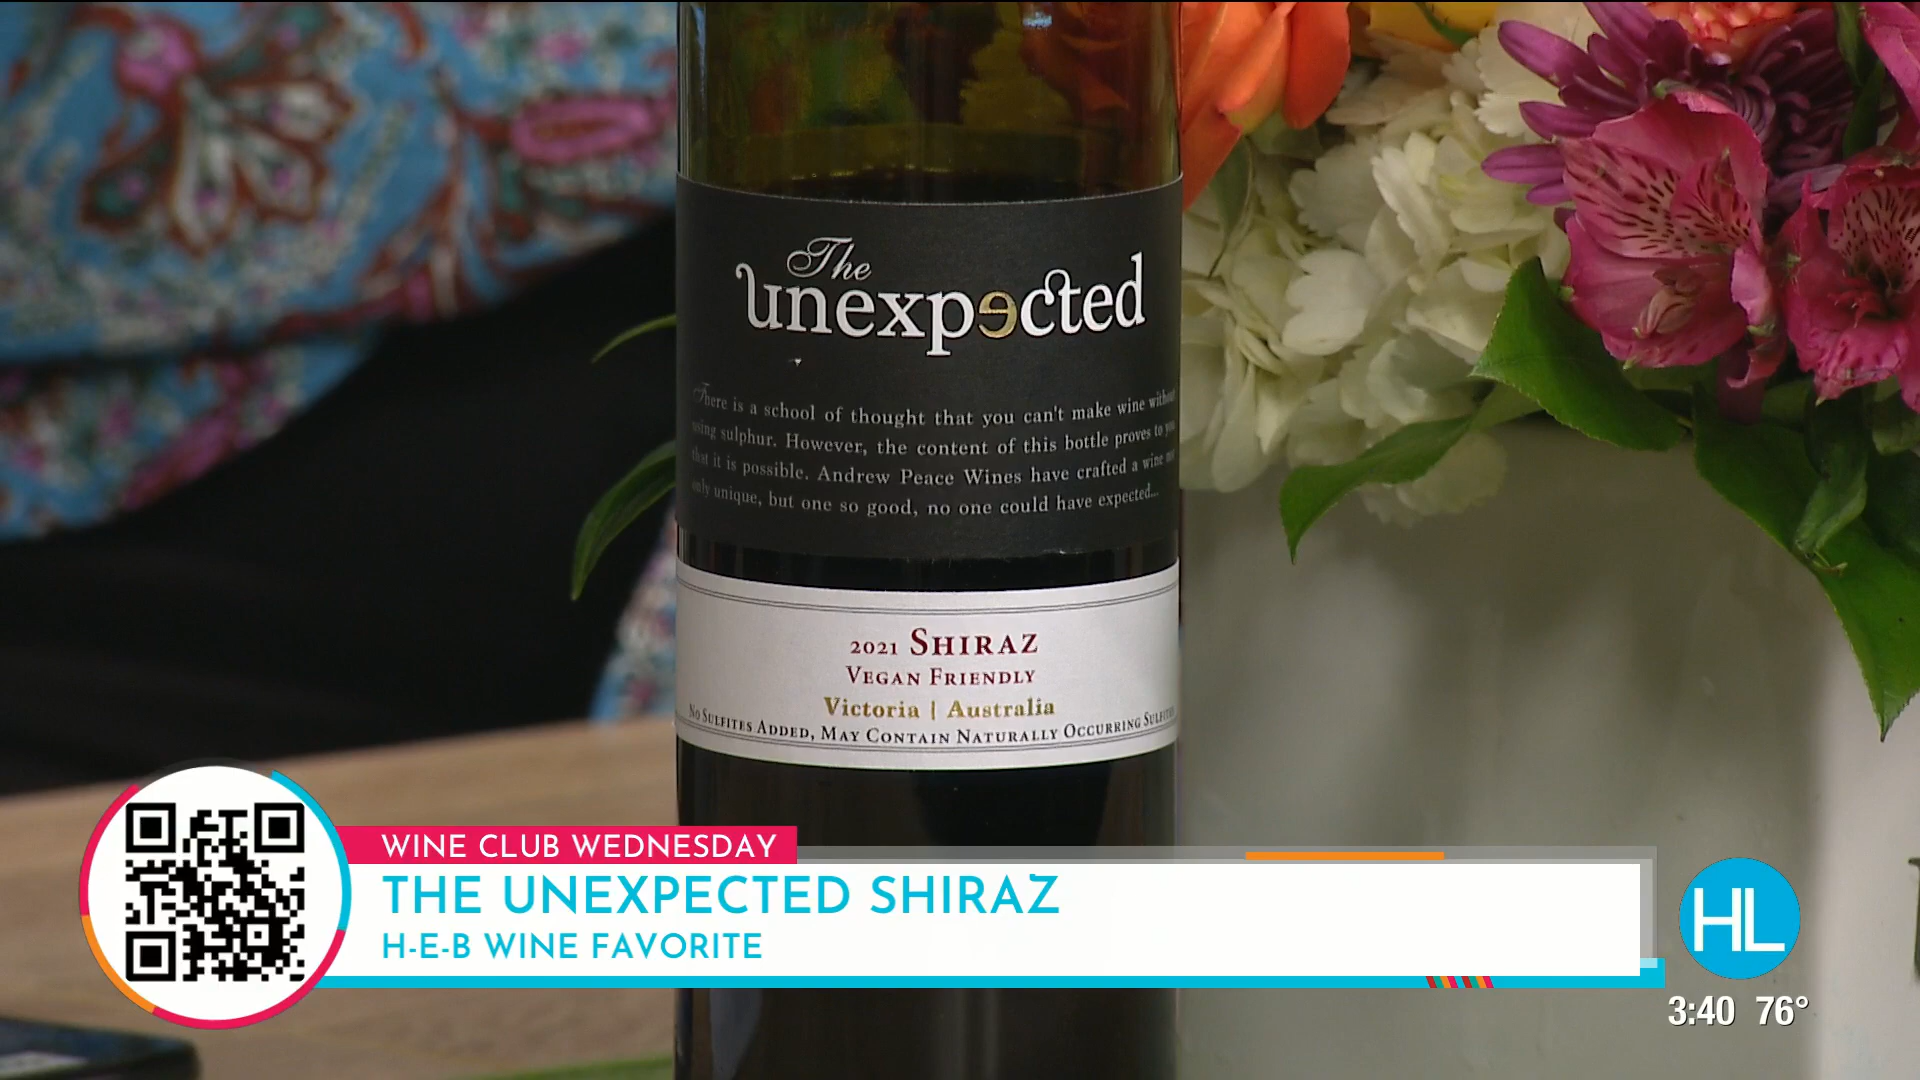 The
unexpected
There is a school of thought that you can't make wine without
using sulphur. However, the content of this bottle proves to you
that it is possible. Andrew Peace Wines have crafted a wine not
only unique, but one so good, no one could have expected...
2021 SHIRAZ
VEGAN FRIENDLY
Victoria | Australia
NO SULFITES ADDED, MAY CONTAIN NATURALLY OCCURRING SULFITES
WINE CLUB WEDNESDAY
THE UNEXPECTED SHIRAZ
H-E-B WINE FAVORITE
HL
3:40 76°